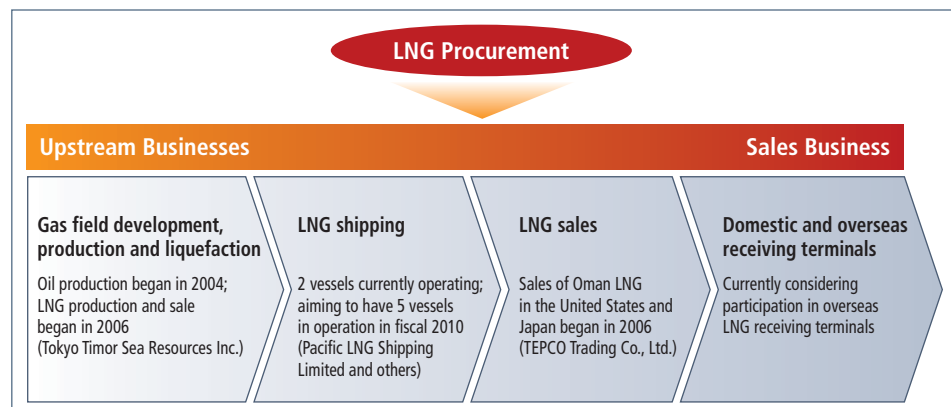 LNG Procurement
Upstream Businesses
Sales Business
Gas field development,
production and liquefaction
Oil production began in 2004;
LNG production and sale
began in 2006
(Tokyo Timor Sea Resources Inc.)
LNG shipping
2 vessels currently operating;
aiming to have 5 vessels
in operation in fiscal 2010
(Pacific LNG Shipping
Limited and others)
LNG sales
Sales of Oman LNG
in the United States and
Japan began in 2006
(TEPCO Trading Co., Ltd.)
Domestic and overseas
receiving terminals
Currently considering
participation in overseas
LNG receiving terminals